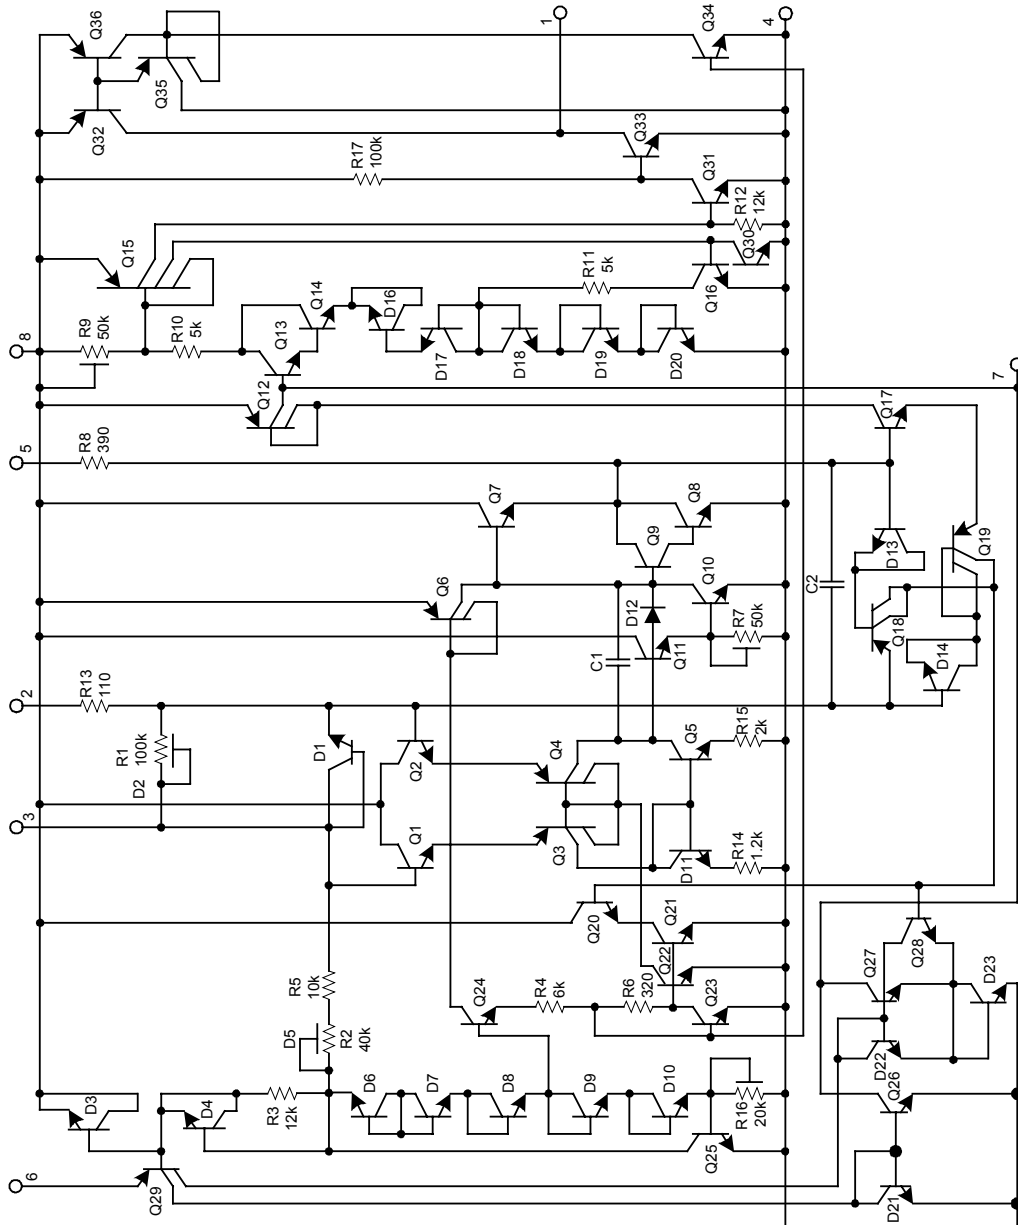 6
3
2
5
8
D3
R13
110
R8
390
R9
50k
Q32
Q36
D2
R1
100k
Q15
Q29
Q35
R10
5k
D4
Q12
R3
12k
Q13
D5
R5
10k
D1
Q14
R2
40k
R17
100k
D6
Q1
Q2
D16
D7
Q6
D17
Q24
Q7
D8
D18
R4
6k
1
Q3
Q4
D9
Q20
C1
R11
5k
D19
R6
320
D12
Q9
Q33
D10
Q22
Q21
Q11
D20
D11
Q5
Q8
Q23
Q10
Q16
Q31
Q34
Q25
R16
20k
R14
1.2k
R15
2k
R7
50k
Q30
R12
12k
4
C2
D22
Q27
D21
Q26
Q18
D13
Q17
Q28
D14
D23
Q19
7